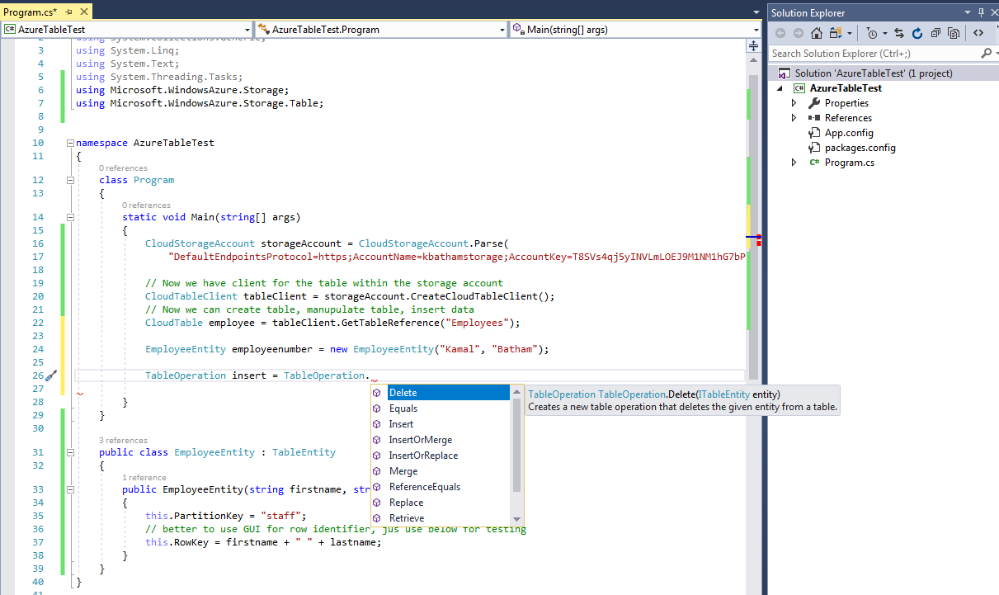 Program.cs*
Solution Explorer
AzureTableTest
AzureTableTest.Program
Main(string[] args)
Search Solution Explorer (Ctrl+;)
Solution 'AzureTableTest' (1 project)
AzureTableTest
Properties
References
App.config
packages.config
Program.cs
2 using System.Collections.Generic;
3 using System.Linq;
4 using System.Text;
5 using System.Threading.Tasks;
6 using Microsoft.WindowsAzure.Storage;
7 using Microsoft.WindowsAzure.Storage.Table;
8
9
10 namespace AzureTableTest
11 {
0 references
12 class Program
13 {
0 references
14 static void Main(string[] args)
15 {
16 CloudStorageAccount storageAccount = CloudStorageAccount.Parse(
17 "DefaultEndpointsProtocol=https;AccountName=kbathamstorage;AccountKey=T8SVs4qj5yINVLmLOEJ9M1NM1hG7bP
18
19 // Now we have client for the table within the storage account
20 CloudTableClient tableClient = storageAccount.CreateCloudTableClient();
21 // Now we can create table, manupulate table, insert data
22 CloudTable employee = tableClient.GetTableReference("Employees");
23
24 EmployeeEntity employeenumber = new EmployeeEntity("Kamal", "Batham");
25
26 TableOperation insert = TableOperation.
27
28 }
29 }
30
3 references
31 public class EmployeeEntity : TableEntity
32 {
1 reference
33 public EmployeeEntity(string firstname, str
34 {
35 this.PartitionKey = "staff";
36 // better to use GUI for row identifier, jus use below for testing
37 this.RowKey = firstname + " " + lastname;
38 }
39 }
40 }
41
Delete
Equals
Insert
InsertOrMerge
InsertOrReplace
Merge
ReferenceEquals
Replace
Retrieve
TableOperation TableOperation.Delete(ITableEntity entity)
Creates a new table operation that deletes the given entity from a table.